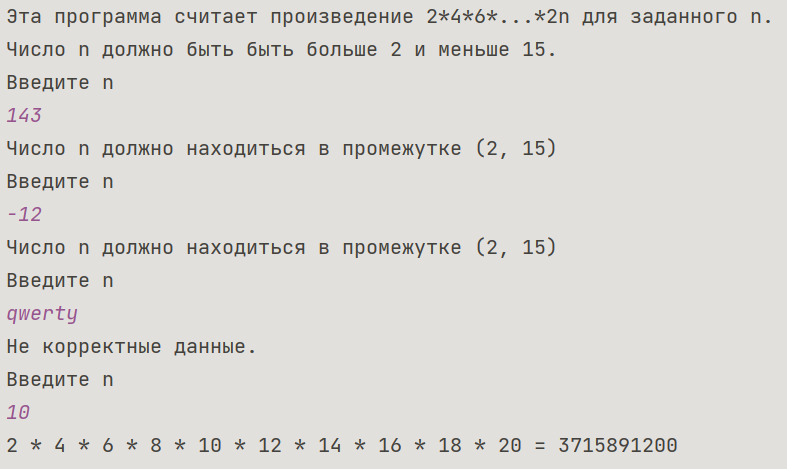 Эта программа считает произведение 2*4*6*...*2n для заданного n.
Число n должно быть быть больше 2 и меньше 15.
Введите n
143
Число n должно находиться в промежутке (2, 15)
Введите n
-12
Число n должно находиться в промежутке (2, 15)
Введите n
qwerty
Не корректные данные.
Введите n
10
2 * 4 * 6 * 8 * 10 * 12 * 14 * 16 * 18 * 20 = 3715891200